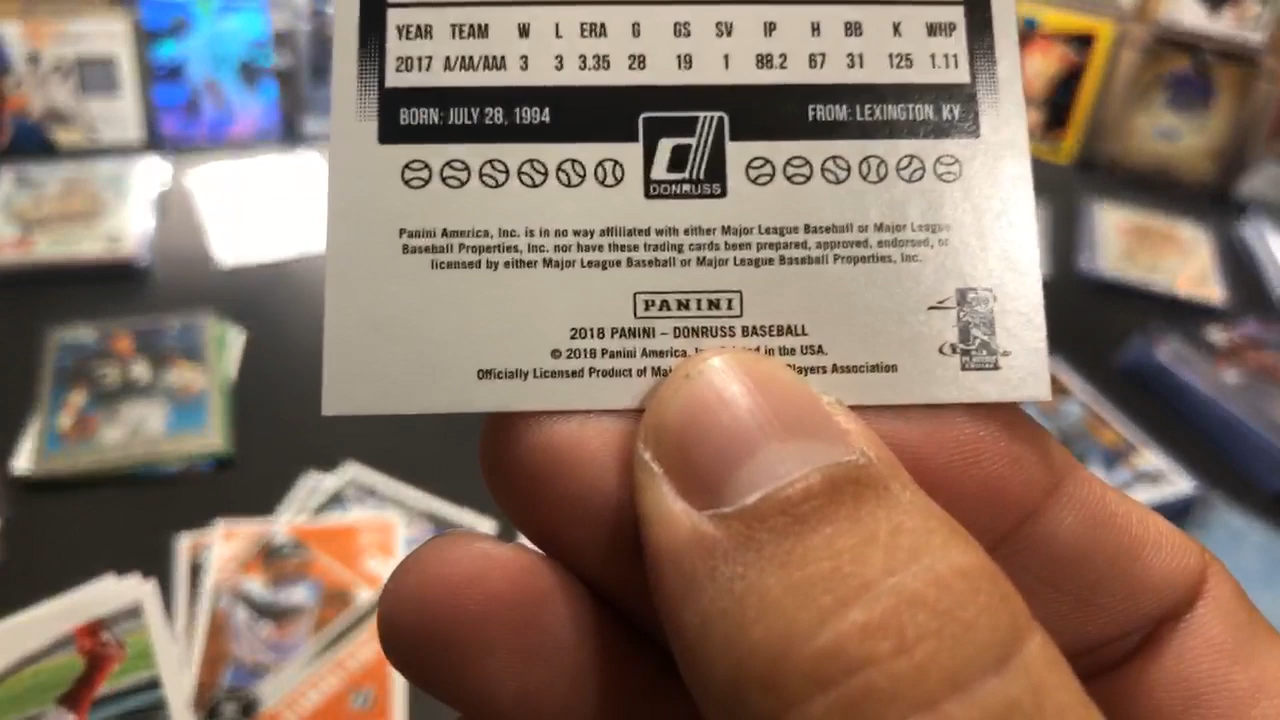 YEAR TEAM W L ERA G GS SV IP H BB K WHP
2017 A/AA/AAA 3 3 3.35 28 19 1 88.2 67 31 125 1.11
BORN: JULY 28, 1994 FROM: LEXINGTON, KY
d
DONRUSS
Panini America, Inc. is in no way affiliated with either Major League Baseball or Major League
Baseball Properties, Inc. nor have these trading cards been prepared, approved, endorsed, or
licensed by either Major League Baseball or Major League Baseball Properties, Inc.
PANINI
2018 PANINI – DONRUSS BASEBALL
© 2018 Panini America, in the USA.
Officially Licensed Product of Players Association